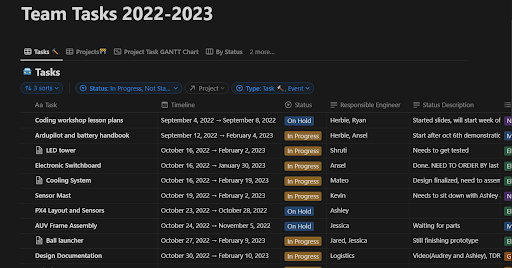 Team Tasks 2022-2023
Tasks Projects Project Task GANTT Chart By Status 2 more...
Tasks
3 sorts Status: In Progress, Not Sta... Project Type: Task, Event
Aa Task Timeline Status Responsible Engineer Status Description
Coding workshop lesson plans September 4, 2022 → September 8, 2022 On Hold Herbie, Ryan Started slides, will start week of
Ardupilot and battery handbook September 12, 2022 → February 4, 2023 In Progress Herbie, Ansel Start after oct 6th demonstratic
LED tower October 16, 2022 → February 2, 2023 In Progress Shruti Needs to get tested
Electronic Switchboard October 16, 2022 → January 30, 2023 In Progress Ansel Done. NEED TO ORDER BY last
Cooling System October 16, 2022 → February 19, 2023 In Progress Mateo Design finalized, need to assem
Sensor Mast October 19, 2022 → February 2, 2023 In Progress Kevin Needs to sit down with Ashley
PX4 Layout and Sensors October 23, 2022 → October 28, 2022 On Hold Ashley
AUV Frame Assembly October 24, 2022 → November 5, 2022 On Hold Jessica Waiting for parts
Ball launcher October 27, 2022 → February 9, 2023 In Progress Jared, Jessica Still finishing prototype
Design Documentation October 30, 2022 → February 10, 2023 In Progress Logistics Video(Audrey and Ashley), TDR